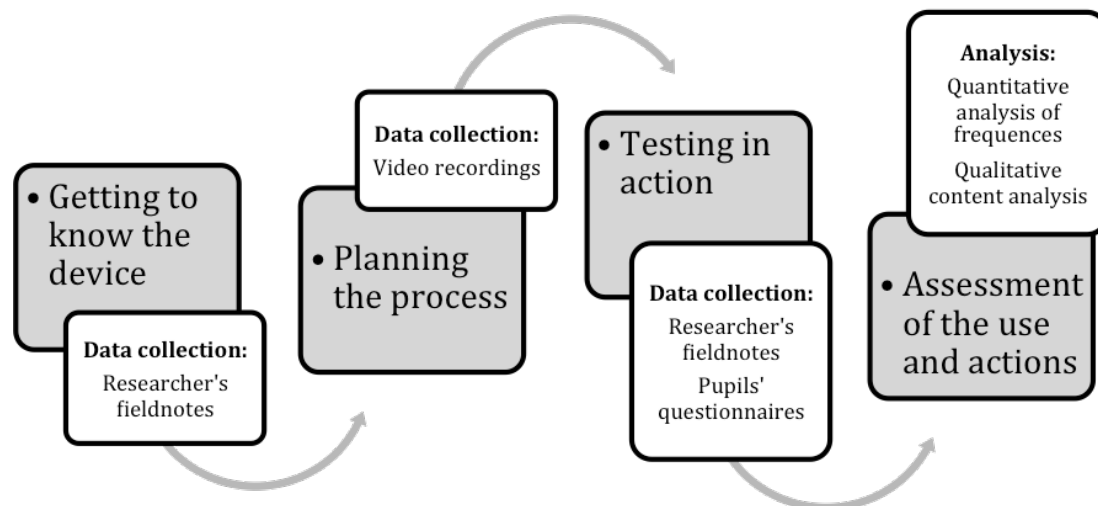 • Getting to
know the
device
Data collection:
Researcher's
fieldnotes
Data collection:
Video recordings
• Planning
the process
• Testing in
action
Data collection:
Researcher's
fieldnotes
Pupils'
questionnaires
Analysis:
Quantitative
analysis of
frequences
Qualitative
content analysis
• Assessment
of the use
and actions